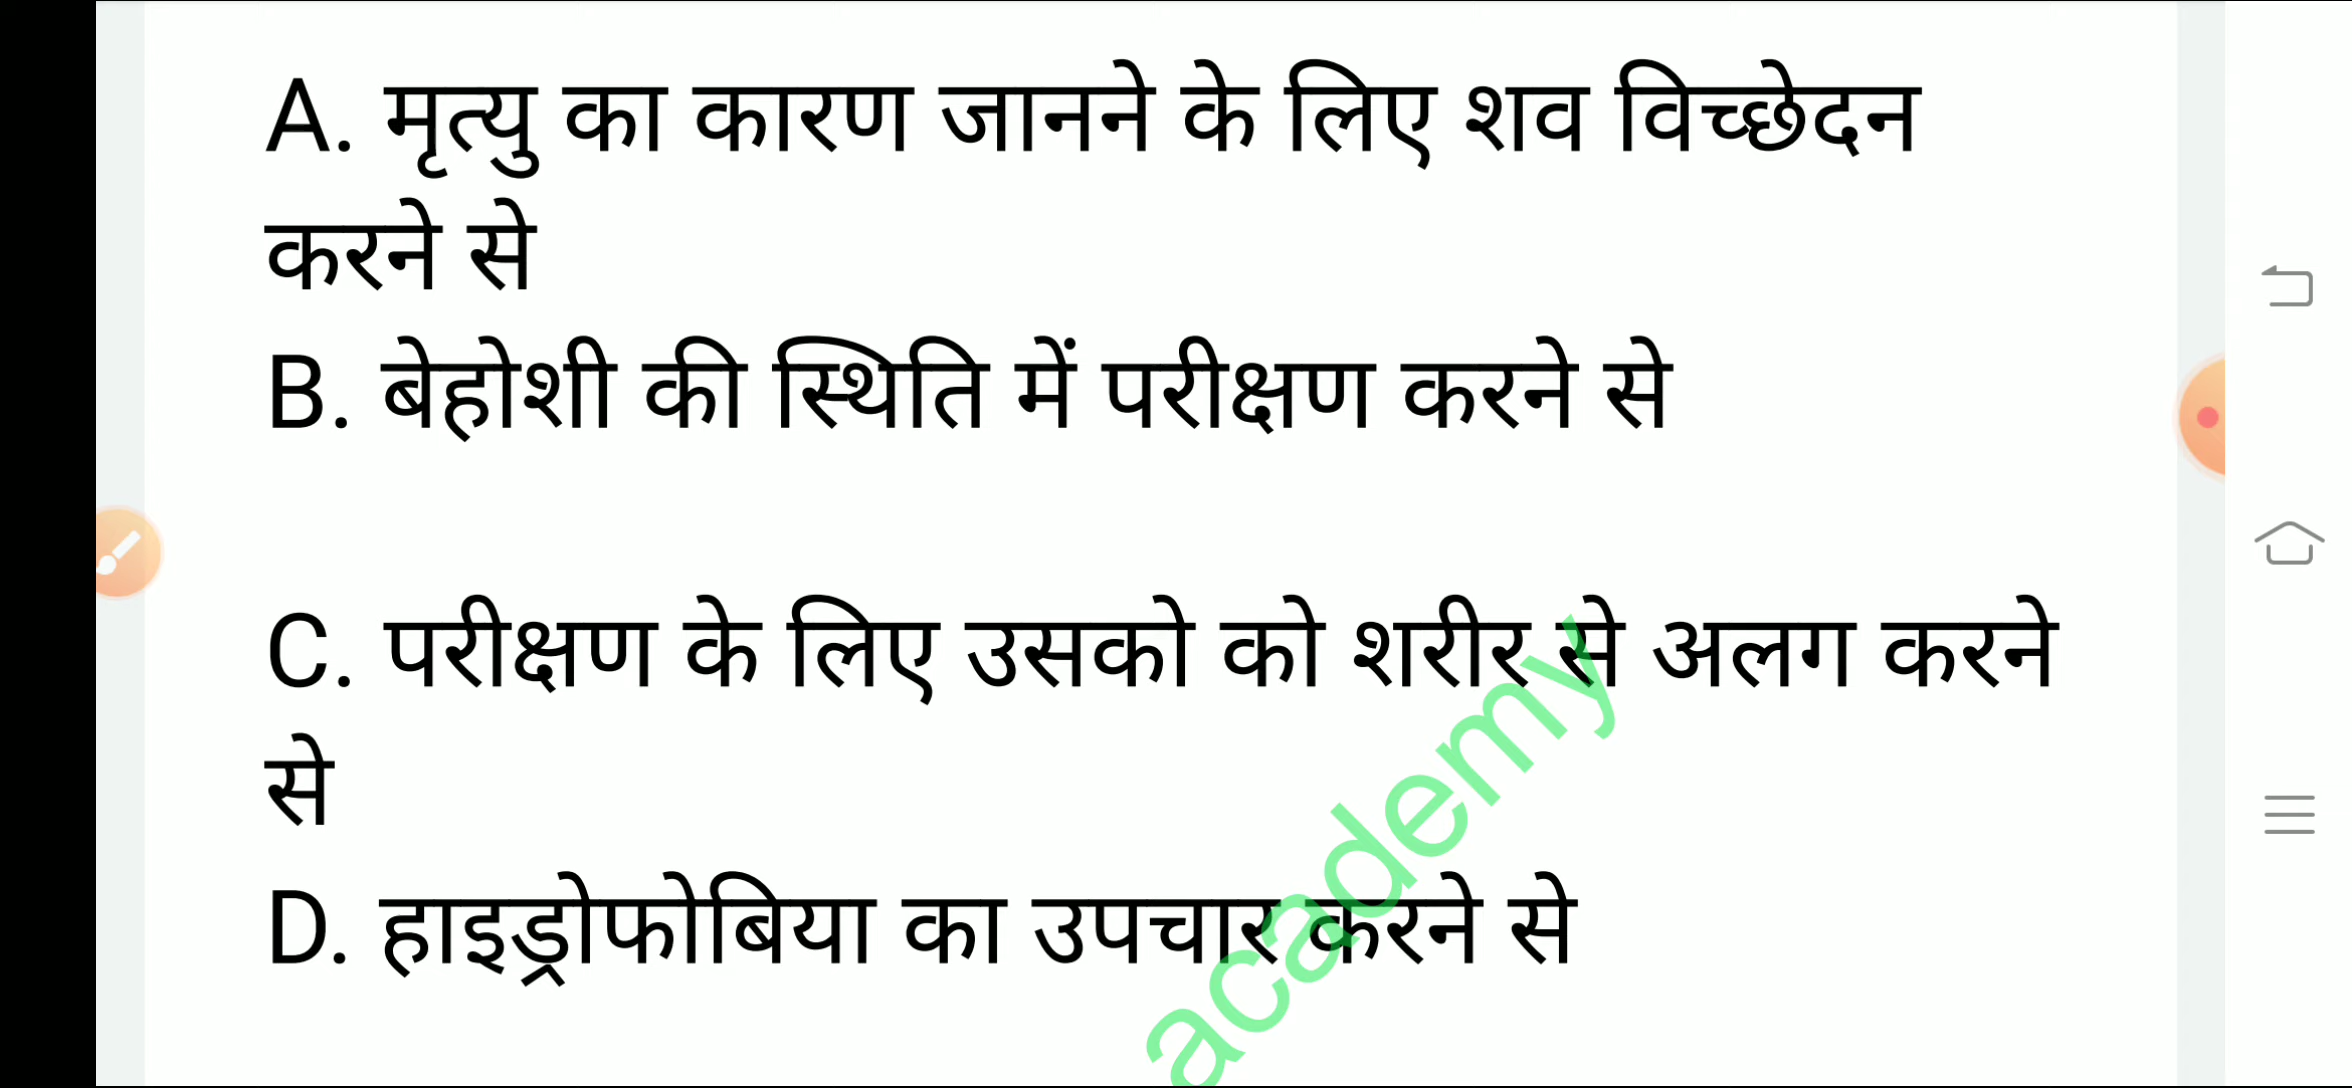 A. मृत्यु का कारण जानने के लिए शव विच्छेदन
करने से
B. बेहोशी की स्थिति में परीक्षण करने से
C. परीक्षण के लिए उसको को शरीर से अलग करने
से
D. हाइड्रोफोबिया का उपचार करने से
academy